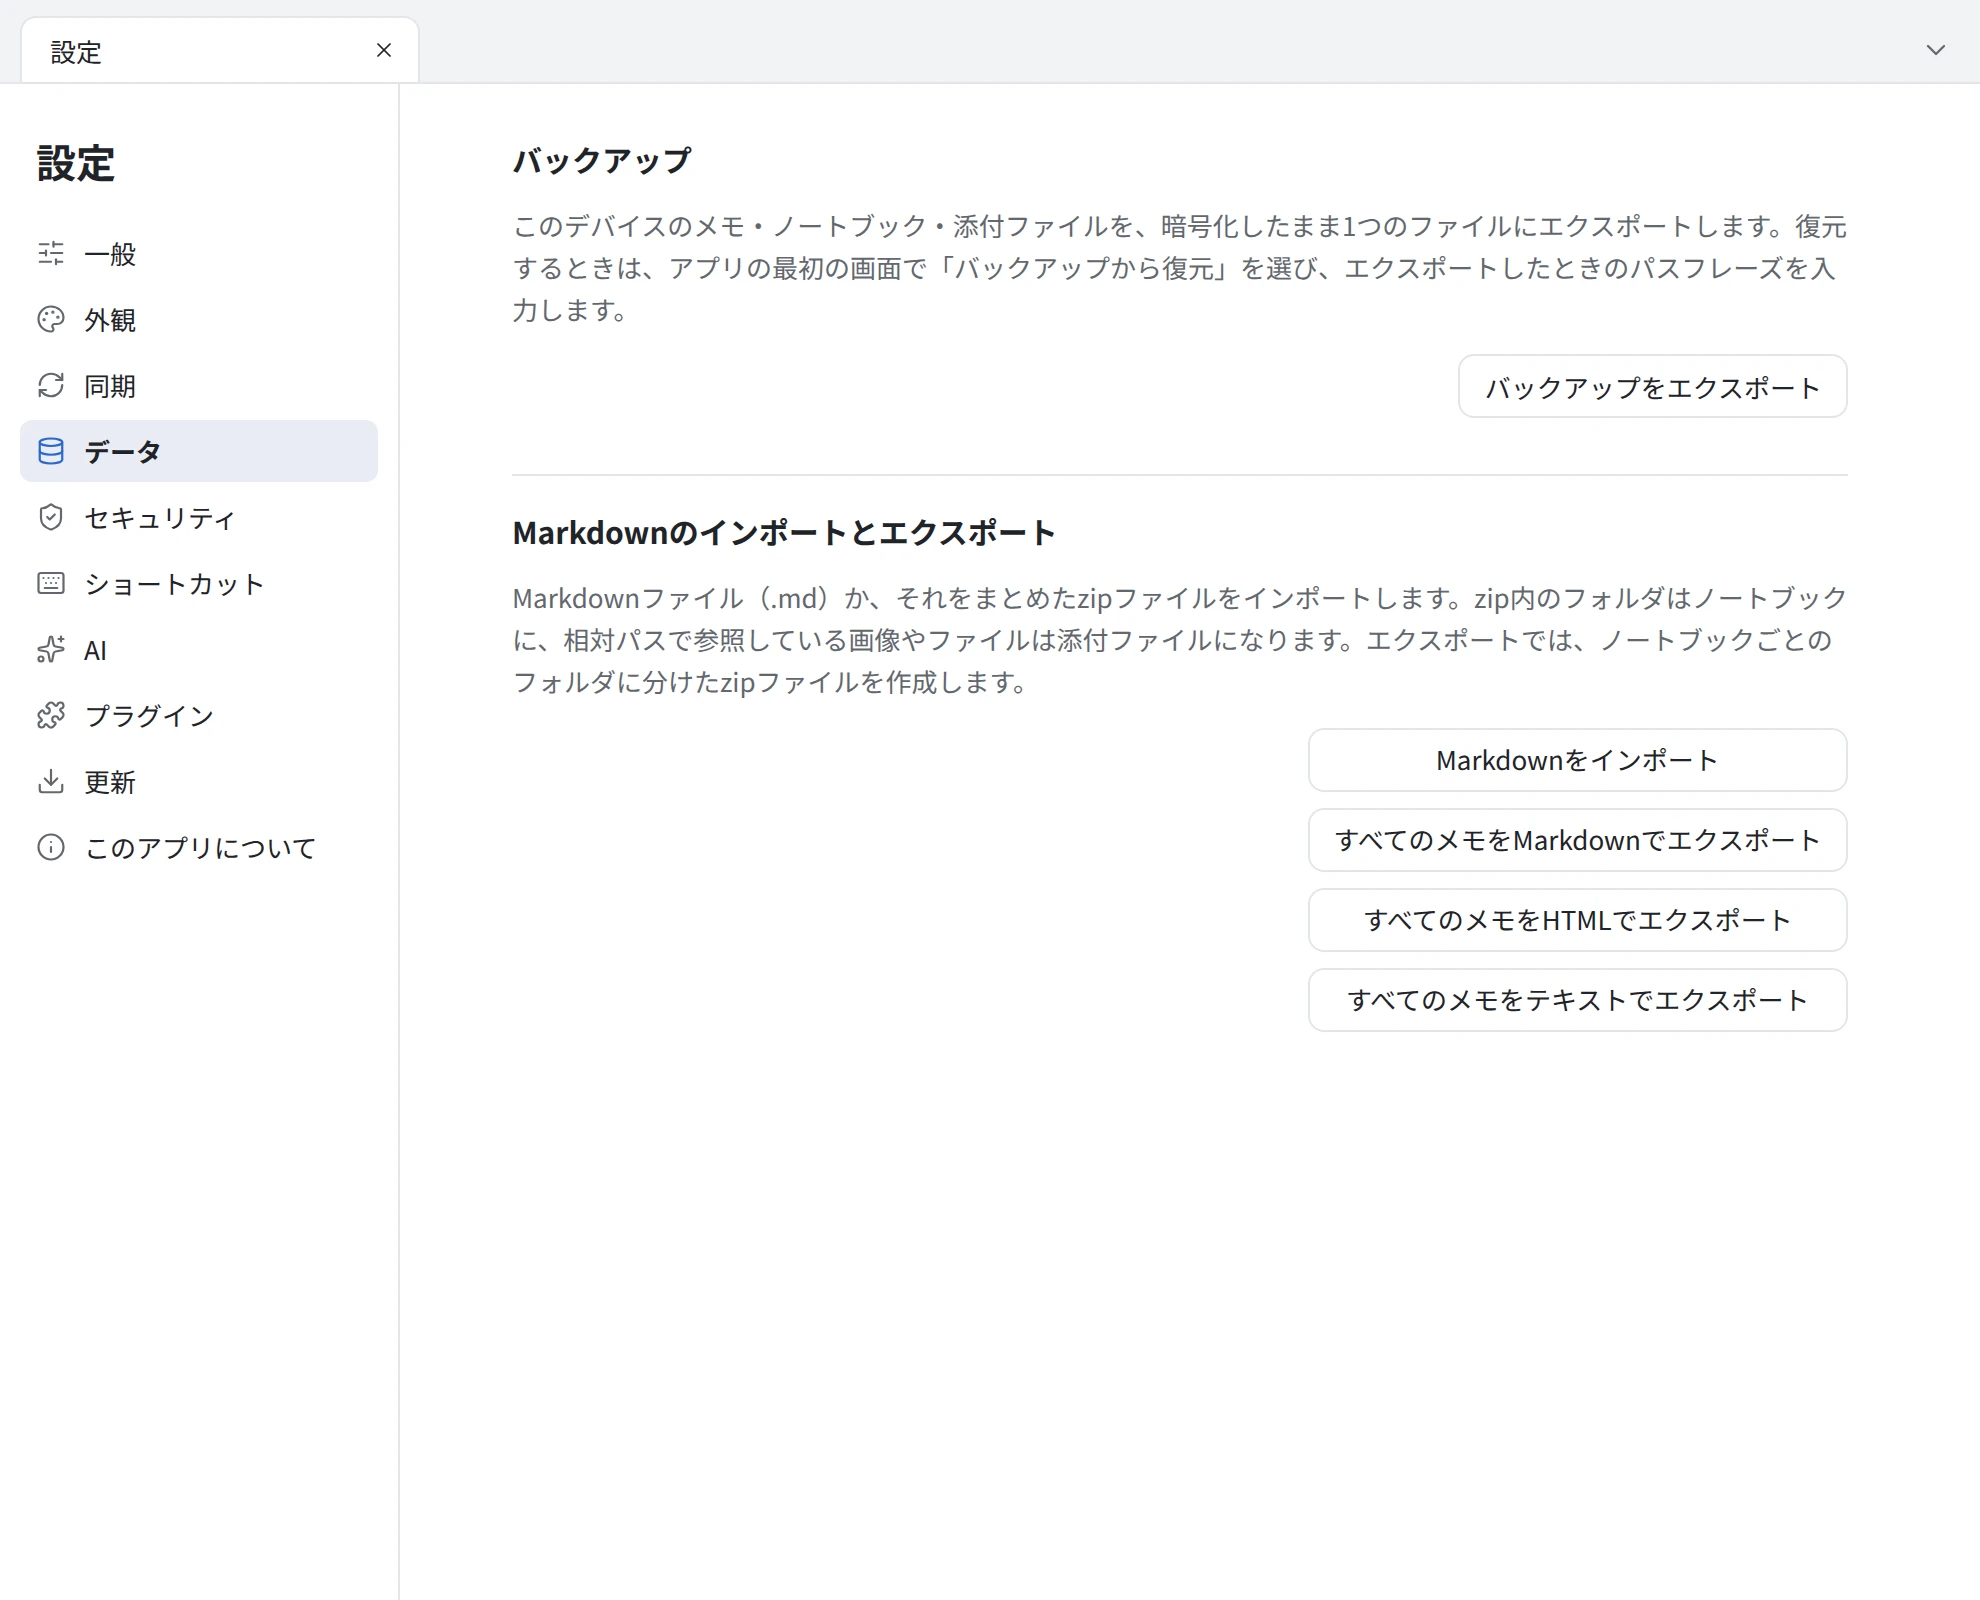 設定
設定
一般
外観
同期
データ
セキュリティ
ショートカット
AI
プラグイン
更新
このアプリについて
バックアップ
このデバイスのメモ・ノートブック・添付ファイルを、暗号化したまま1つのファイルにエクスポートします。復元
するときは、アプリの最初の画面で「バックアップから復元」を選び、エクスポートしたときのパスフレーズを入
力します。
バックアップをエクスポート
Markdownのインポートとエクスポート
Markdownファイル（.md）か、それをまとめたzipファイルをインポートします。zip内のフォルダはノートブック
に、相対パスで参照している画像やファイルは添付ファイルになります。エクスポートでは、ノートブックごとの
フォルダに分けたzipファイルを作成します。
Markdownをインポート
すべてのメモをMarkdownでエクスポート
すべてのメモをHTMLでエクスポート
すべてのメモをテキストでエクスポート